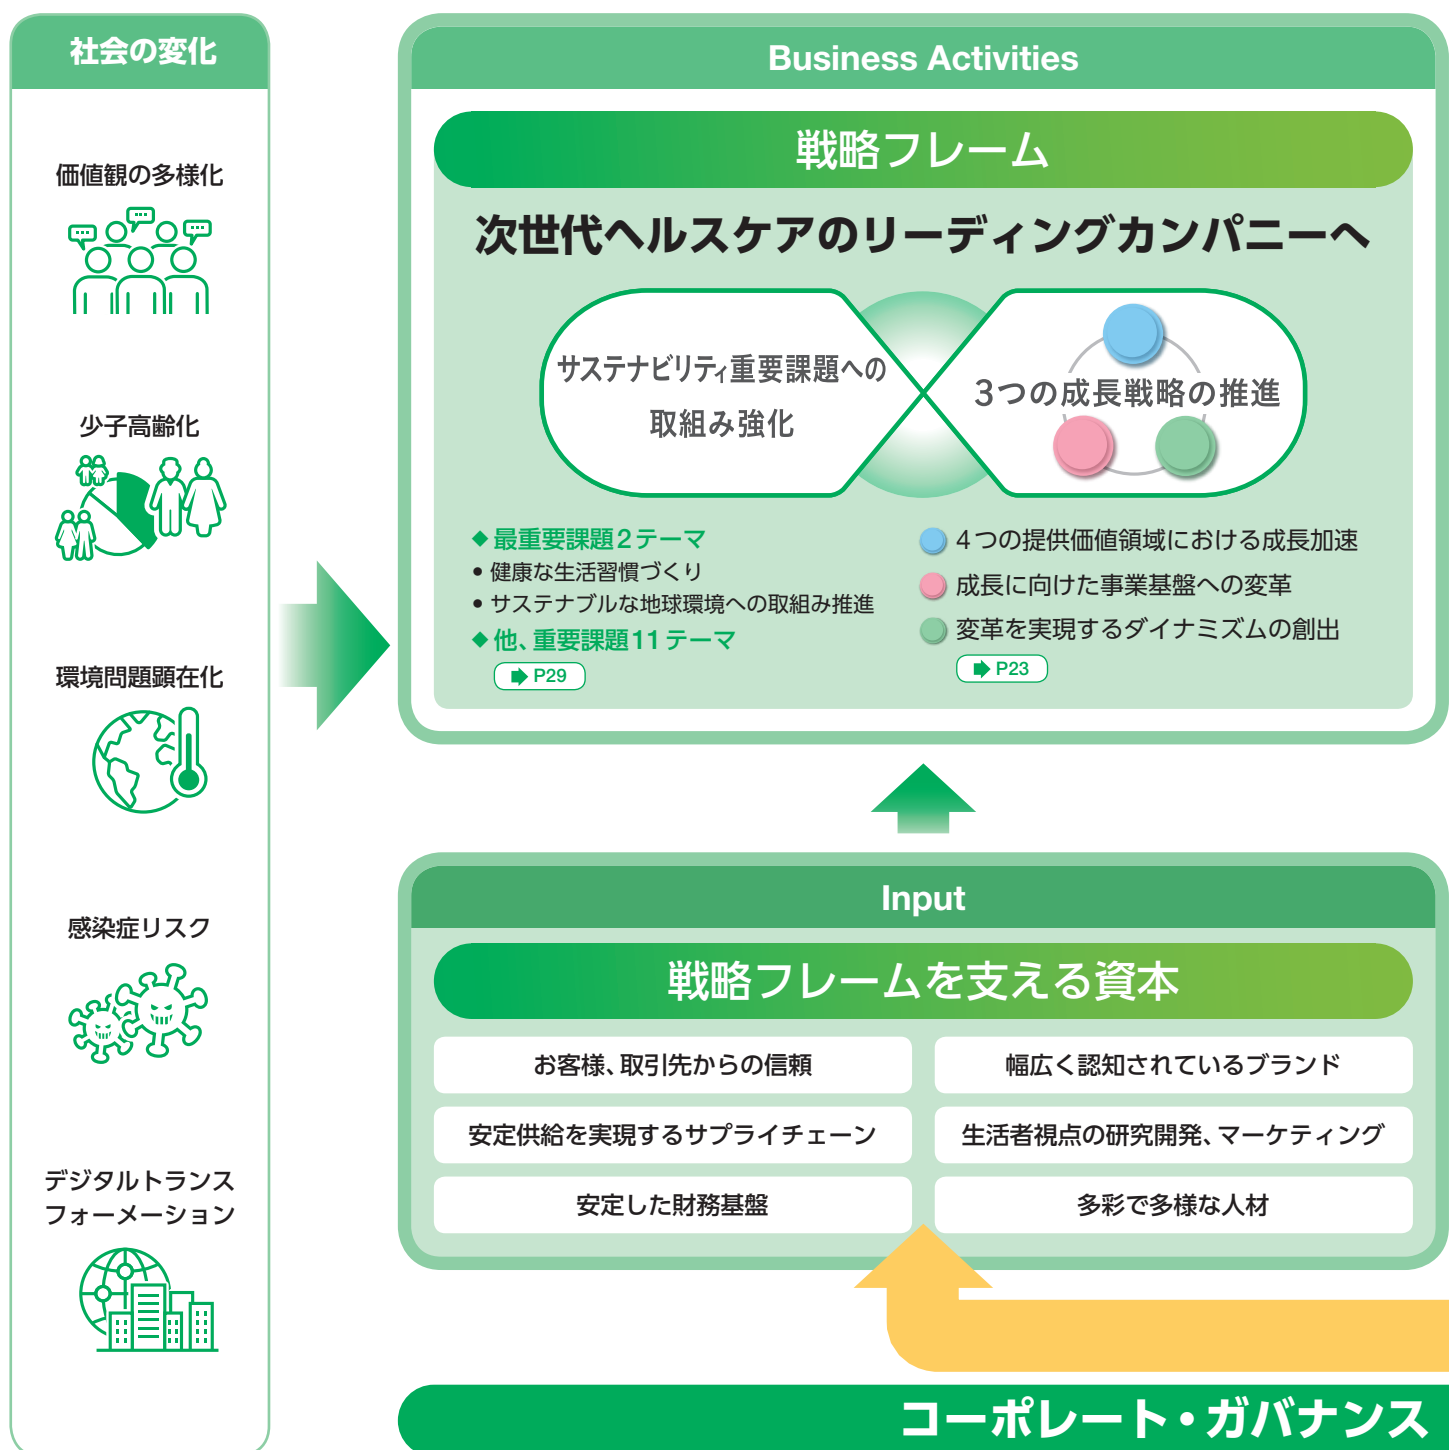 社会の変化
価値観の多様化
少子高齢化
環境問題顕在化
感染症リスク
デジタルトランス
フォーメーション
Business Activities
戦略フレーム
次世代ヘルスケアのリーディングカンパニーへ
サステナビリティ重要課題への
取組み強化
3つの成長戦略の推進
◆ 最重要課題2テーマ
• 健康な生活習慣づくり
• サステナブルな地球環境への取組み推進
◆ 他、重要課題11テーマ
P29
4つの提供価値領域における成長加速
成長に向けた事業基盤への変革
変革を実現するダイナミズムの創出
P23
Input
戦略フレームを支える資本
お客様、取引先からの信頼
幅広く認知されているブランド
安定供給を実現するサプライチェーン
生活者視点の研究開発、マーケティング
安定した財務基盤
多彩で多様な人材
コーポレート・ガバナンス